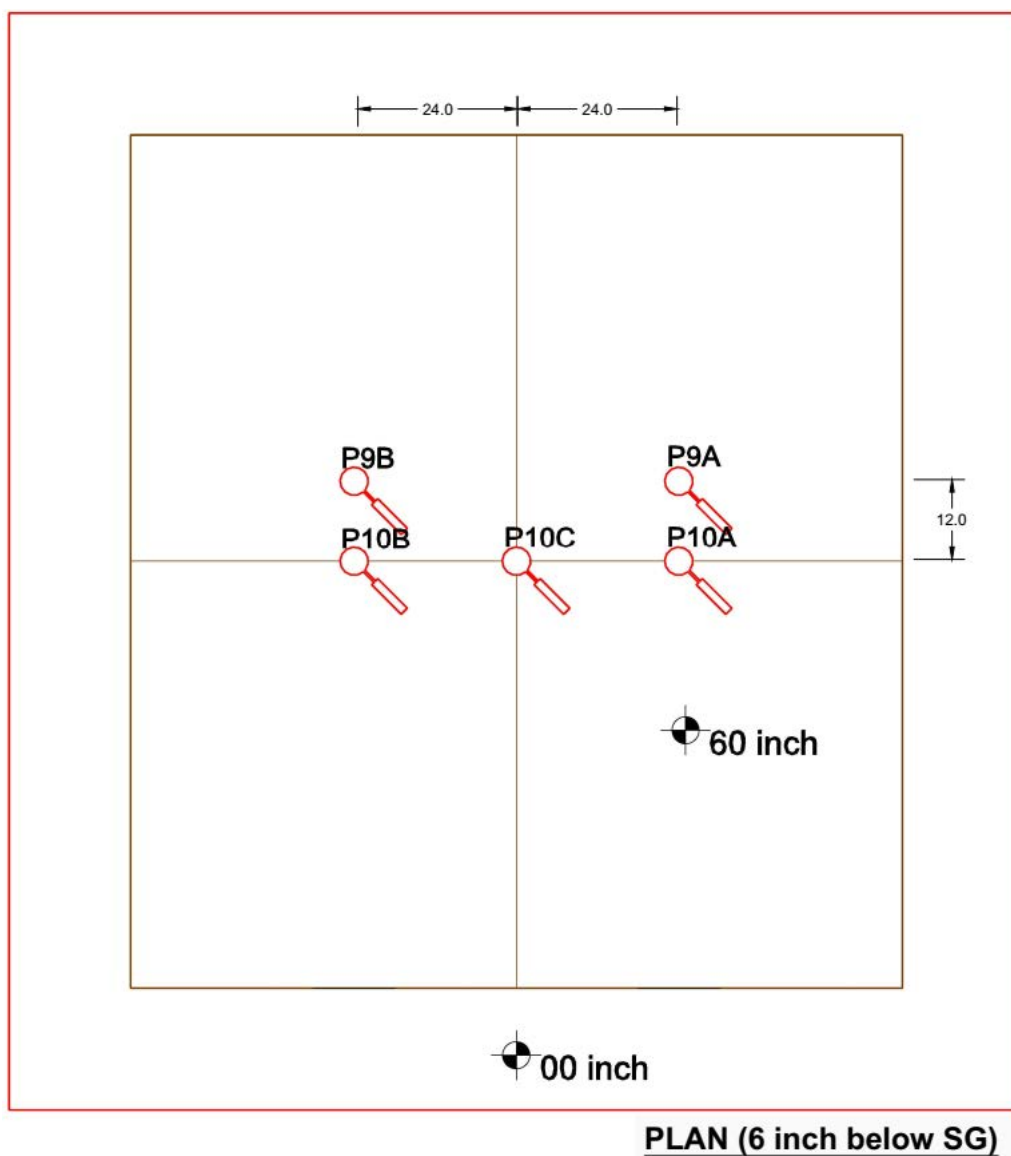 24.0 24.0
P9B P9A
12.0
P10B P10C P10A
60 inch
00 inch
PLAN (6 inch below SG)